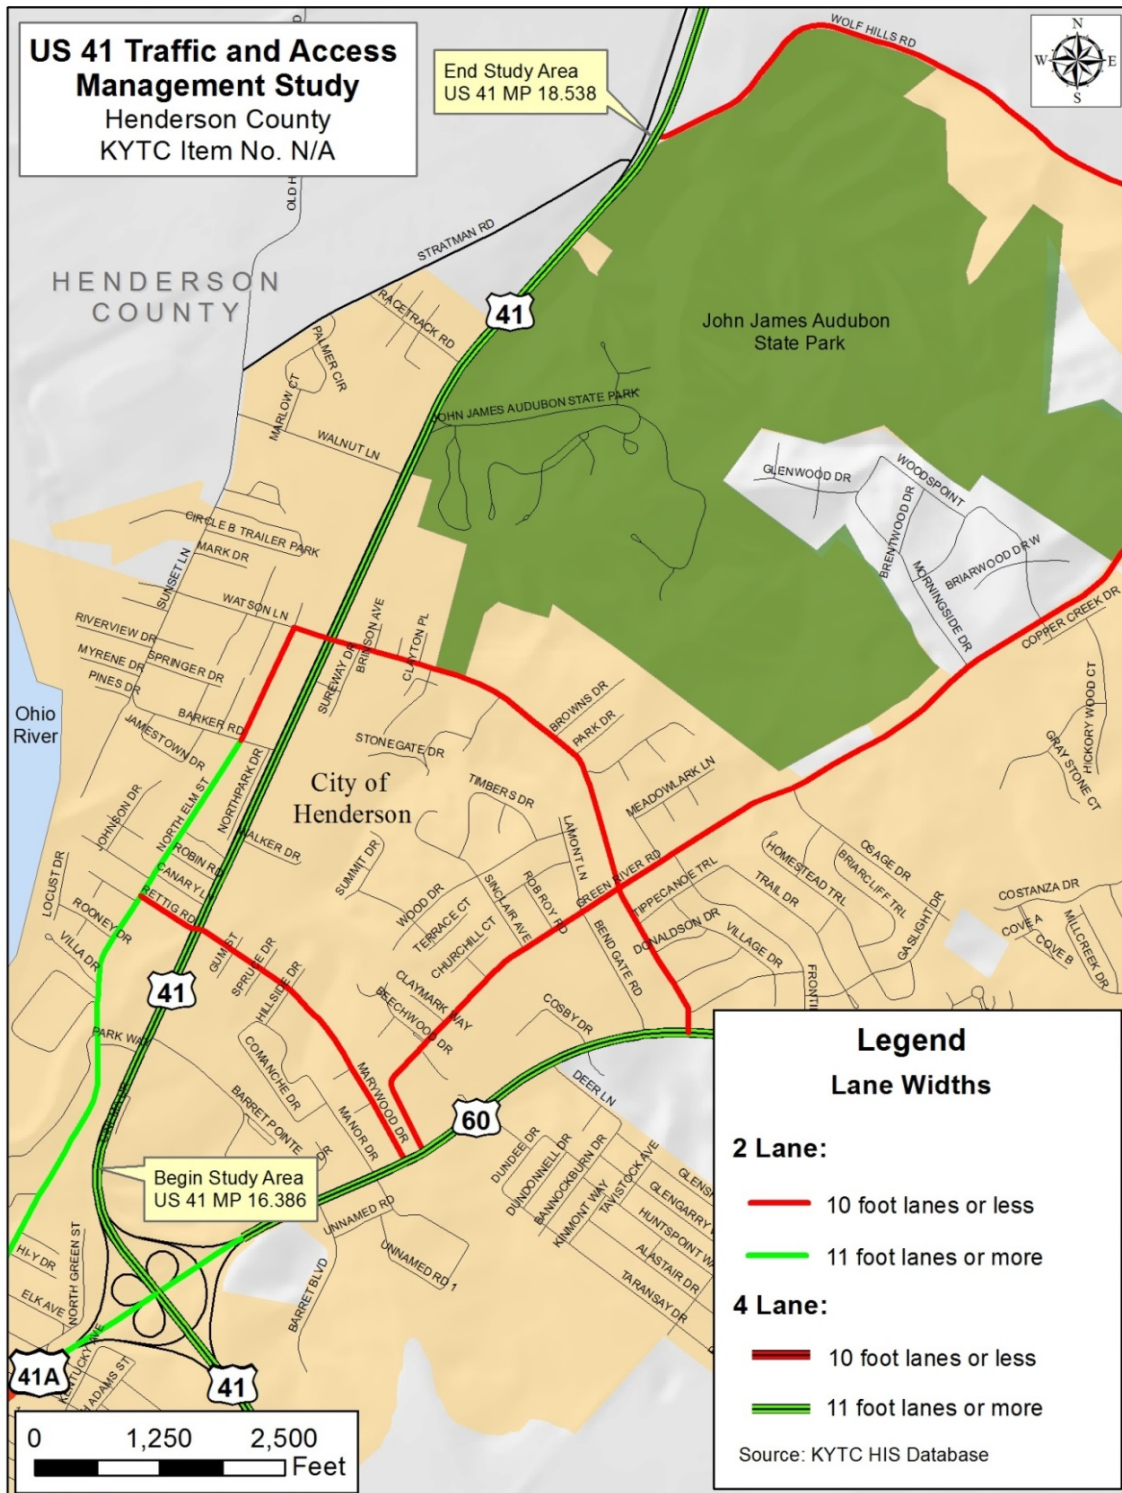 US 41 Traffic and Access
Management Study
Henderson County
KYTC Item No. N/A
End Study Area
US 41 MP 18.538
WOLF HILLS RD
N
W
E
S
OLD H
STRATMAN RD
HENDERSON
COUNTY
RACETRACK RD
41
PALMER CIR
MARLOW CT
John James Audubon
State Park
JOHN JAMES AUDUBON STATE PARK
WALNUT LN
GLENWOOD DR
WOODSPOINT
BRENTWOOD DR
BRIARWOOD DR W
MORNINGSIDE DR
COPPER CREEK DR
CIRCLE B TRAILER PARK
MARK DR
SUNSET LN
WATSON LN
RIVERVIEW DR
MYRENE DR
SPRINGER DR
PINES DR
BARKER RD
JAMESTOWN DR
SUREWAY DR
BRINSON AVE
CLAYTON PL
STONEGATE DR
BROWNS DR
PARK DR
HICKORY WOOD CT
GRAY STONE CT
Ohio
River
City of
Henderson
TIMBERS DR
MEADOWLARK LN
LAMONT LN
JOHNSON DR
NORTH ELM ST
NORTHPARK DR
WALKER DR
ROBIN RD
CANARY L
RETTIG RD
LOCUST DR
ROONEY DR
VILLA DR
SUMMIT DR
WOOD DR
TERRACE CT
CHURCHILL CT
SINCLAIR AVE
ROB ROY RD
GREEN RIVER RD
TIPPECANOE TRL
OSAGE DR
HOMESTEAD TRL
BRIARCLIFF TRL
TRAIL DR
GASLIGHT DR
COSTANZA DR
COVE A
COVE B
MILLCREEK DR
DONALDSON DR
VILLAGE DR
BENDGATE RD
FRONTI
GUM ST
SPRUCE DR
HILLSIDE DR
CLAYMARK WAY
BEECHWOOD DR
COSBY DR
41
PARK WAY
COMANCHE DR
MARYWOOD DR
MANOR DR
BARRET POINTE
DR
60
DEER LN
DUNDEE DR
DUNDONNELL DR
BANNOCKBURN DR
KINMONT WAY
TAVISTOCK AVE
GLENSH
GLENGARRY W
HUNTSPOINT WA
ALASTAIR DR
TARANSAY DR
Begin Study Area
US 41 MP 16.386
UNNAMED RD
UNNAMED RD 1
BARRET BLVD
HI-Y DR
ELK AVE
NORTH GREEN ST
KENTUCKY AVE
H ADAMS ST
41A
41
0 1,250 2,500
Feet
Legend
Lane Widths
2 Lane:
10 foot lanes or less
11 foot lanes or more
4 Lane:
10 foot lanes or less
11 foot lanes or more
Source: KYTC HIS Database